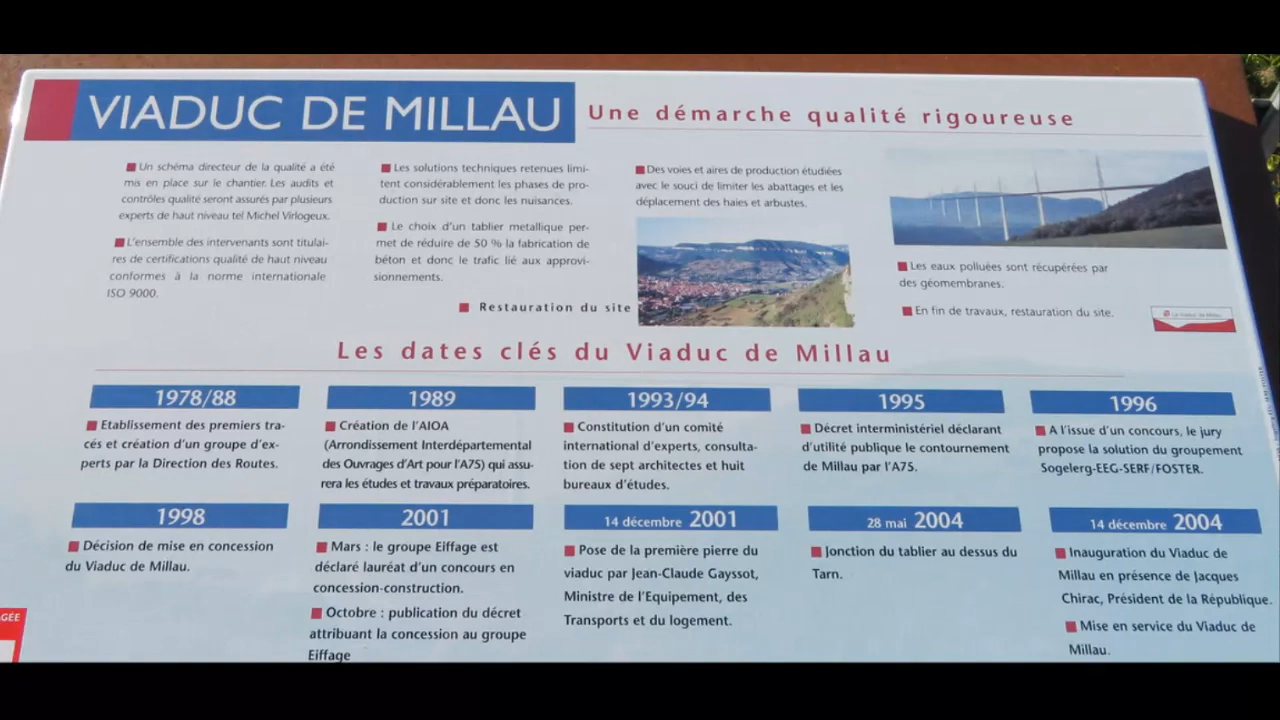 VIADUC DE MILLAU
Une démarche qualité rigoureuse
Un schéma directeur de la qualité a été
mis en place sur le chantier. Les audits et
contrôles qualité seront assurés par plusieurs
experts de haut niveau tel Michel Virlogeux.
L'ensemble des intervenants sont titulai-
res de certifications qualité de haut niveau
conformes à la norme internationale
ISO 9000.
Les solutions techniques retenues limi-
tent considérablement les phases de pro-
duction sur site et donc les nuisances.
Le choix d'un tablier metallique per-
met de réduire de 50 % la fabrication de
béton et donc le trafic lié aux approvi-
sionnements.
Restauration du site
Des voies et aires de production étudiées
avec le souci de limiter les abattages et les
déplacement des haies et arbustes.
Les eaux polluées sont récupérées par
des géomembranes.
En fin de travaux, restauration du site.
Le Viaduc de Millau
Les dates clés du Viaduc de Millau
1978/88
Etablissement des premiers tra-
cés et création d'un groupe d'ex-
perts par la Direction des Routes.
1989
Création de l'AIOA
(Arrondissement Interdépartemental
des Ouvrages d'Art pour l'A75) qui assu-
rera les études et travaux préparatoires.
1993/94
Constitution d'un comité
international d'experts, consulta-
tion de sept architectes et huit
bureaux d'études.
1995
Décret interministériel déclarant
d'utilité publique le contournement
de Millau par l'A75.
1996
A l'issue d'un concours, le jury
propose la solution du groupement
Sogelerg-EEG-SERF/FOSTER.
1998
Décision de mise en concession
du Viaduc de Millau.
2001
Mars : le groupe Eiffage est
déclaré lauréat d'un concours en
concession-construction.
Octobre : publication du décret
attribuant la concession au groupe
Eiffage
14 décembre 2001
Pose de la première pierre du
viaduc par Jean-Claude Gayssot,
Ministre de l'Equipement, des
Transports et du logement.
28 mai 2004
Jonction du tablier au dessus du
Tarn.
14 décembre 2004
Inauguration du Viaduc de
Millau en présence de Jacques
Chirac, Président de la République.
Mise en service du Viaduc de
Millau.
GÉE